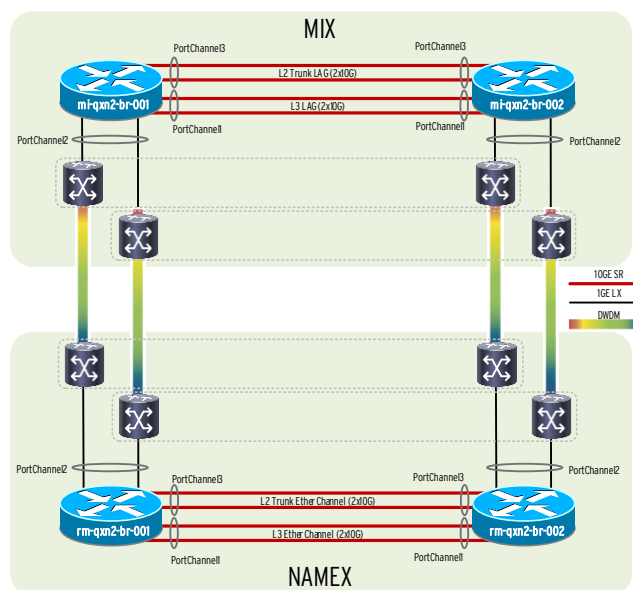 MIX
PortChannel3
PortChannel3
L2 Trunk LAG (2x10G)
mi-qxn2-br-001
L3 LAG (2x10G)
mi-qxn2-br-002
PortChannel1
PortChannel1
PortChannel2
PortChannel2
10GE SR
1GE LX
DWDM
PortChannel2
PortChannel2
PortChannel3
PortChannel3
L2 Trunk Ether Channel (2x10G)
rm-qxn2-br-001
L3 Ether Channel (2x10G)
rm-qxn2-br-002
PortChannel1
PortChannel1
NAMEX